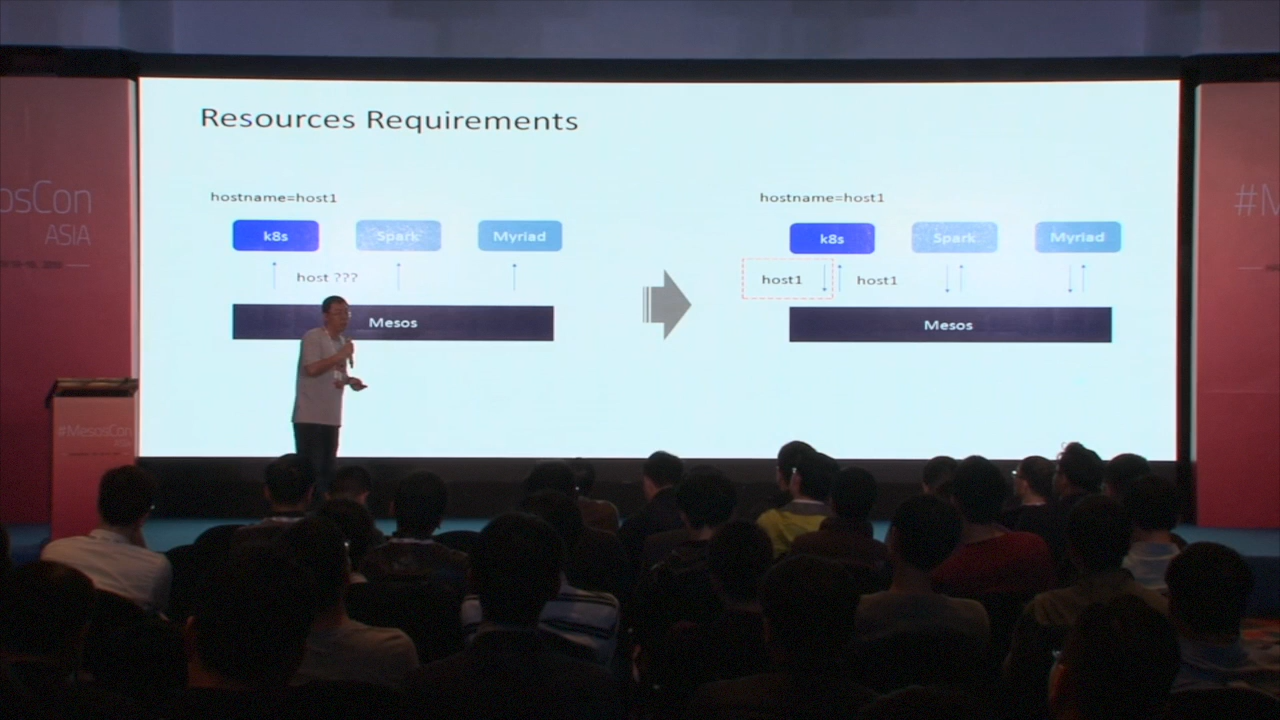 Resources Requirements
hostname=host1
k8s
Spark
Myriad
host ???
Mesos
hostname=host1
k8s
Spark
Myriad
host1
host1
Mesos
osCon
ASIA
#M
#MesosCon
ASIA